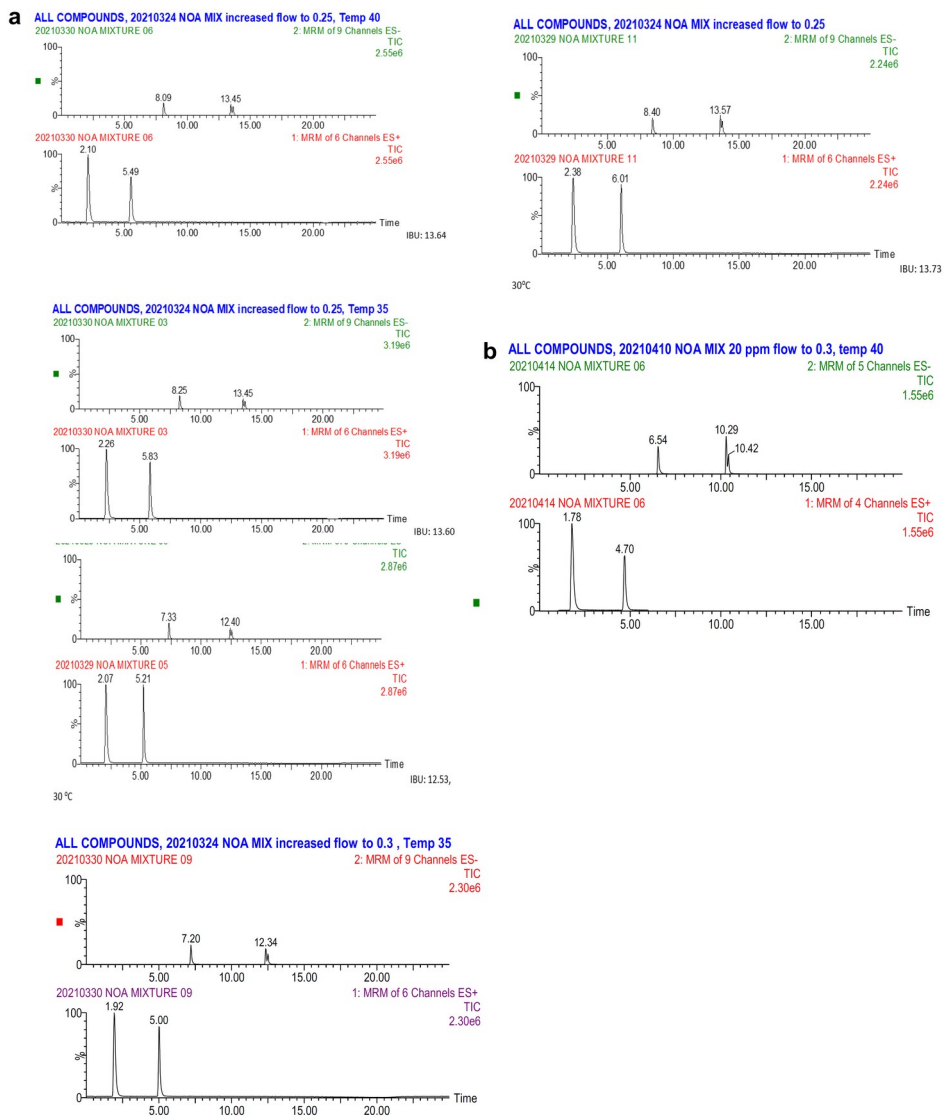 a
ALL COMPOUNDS, 20210324 NOA MIX increased flow to 0.25, Temp 40
20210330 NOA MIXTURE 06 2: MRM of 9 Channels ES-
TIC
2.55e6
100
%
0
8.09 13.45
5.00 10.00 15.00 20.00
20210330 NOA MIXTURE 06 1: MRM of 6 Channels ES+
TIC
2.55e6
100
%
0
2.10
5.49
Time
5.00 10.00 15.00 20.00
IBU: 13.64
ALL COMPOUNDS, 20210324 NOA MIX increased flow to 0.25
20210329 NOA MIXTURE 11 2: MRM of 9 Channels ES-
TIC
2.24e6
100
%
0
8.40 13.57
5.00 10.00 15.00 20.00
20210329 NOA MIXTURE 11 1: MRM of 6 Channels ES+
TIC
2.24e6
100
%
0
2.38 6.01
Time
5.00 10.00 15.00 20.00
IBU: 13.73
30°C
ALL COMPOUNDS, 20210324 NOA MIX increased flow to 0.25, Temp 35
20210330 NOA MIXTURE 03 2: MRM of 9 Channels ES-
TIC
3.19e6
100
%
0
8.25 13.45
5.00 10.00 15.00 20.00
20210330 NOA MIXTURE 03 1: MRM of 6 Channels ES+
TIC
3.19e6
100
%
0
2.26
5.83
Time
5.00 10.00 15.00 20.00
IBU: 13.60
TIC
2.87e6
100
%
0
7.33 12.40
5.00 10.00 15.00 20.00
20210329 NOA MIXTURE 05 1: MRM of 6 Channels ES+
TIC
2.87e6
100
%
0
2.07 5.21
Time
5.00 10.00 15.00 20.00
IBU: 12.53,
30 °C
ALL COMPOUNDS, 20210324 NOA MIX increased flow to 0.3 , Temp 35
20210330 NOA MIXTURE 09 2: MRM of 9 Channels ES-
TIC
2.30e6
100
%
0
7.20 12.34
5.00 10.00 15.00 20.00
20210330 NOA MIXTURE 09 1: MRM of 6 Channels ES+
TIC
2.30e6
100
%
0
1.92
5.00
Time
5.00 10.00 15.00 20.00
b
ALL COMPOUNDS, 20210410 NOA MIX 20 ppm flow to 0.3, temp 40
20210414 NOA MIXTURE 06 2: MRM of 5 Channels ES-
TIC
1.55e6
100
%
0
6.54
10.29
10.42
5.00 10.00 15.00
20210414 NOA MIXTURE 06 1: MRM of 4 Channels ES+
TIC
1.55e6
100
%
0
1.78
4.70
Time
5.00 10.00 15.00